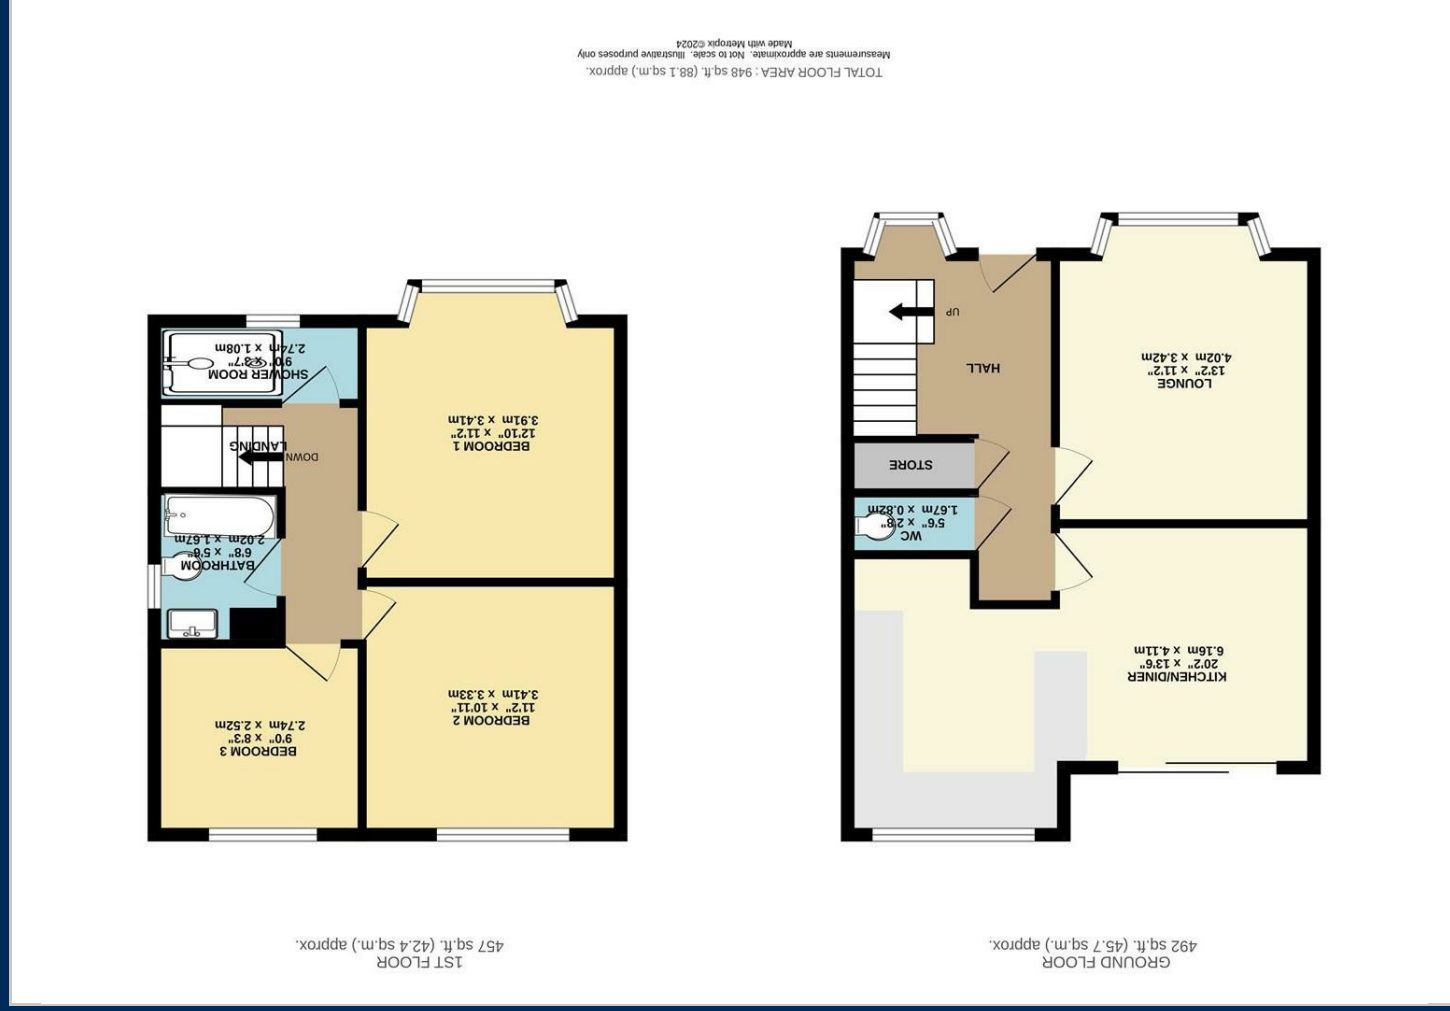 GROUND FLOOR
492 sq.ft. (45.7 sq.m.) approx.
1ST FLOOR
457 sq.ft. (42.4 sq.m.) approx.
KITCHEN/DINER
20'2" x 13'6"
6.16m x 4.11m
WC
5'6" x 2'8"
1.67m x 0.82m
STORE
LOUNGE
13'2" x 11'2"
4.02m x 3.42m
HALL
UP
BEDROOM 3
9'0" x 8'3"
2.74m x 2.52m
BEDROOM 2
11'2" x 10'11"
3.41m x 3.33m
BATHROOM
6'8" x 5'6"
2.02m x 1.67m
DOWN
LANDING
BEDROOM 1
12'10" x 11'2"
3.91m x 3.41m
SHOWER ROOM
9'0" x 3'7"
2.74m x 1.08m
TOTAL FLOOR AREA : 948 sq.ft. (88.1 sq.m.) approx.
Measurements are approximate. Not to scale. Illustrative purposes only
Made with Metropix ©2024